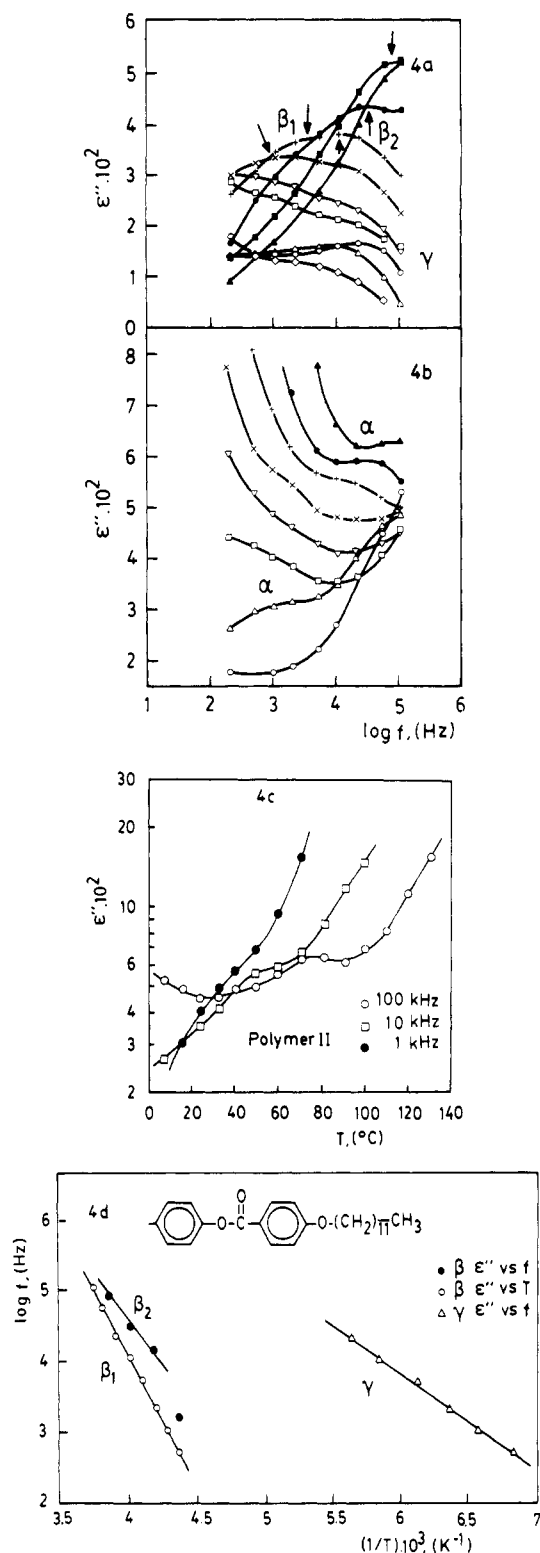 4a
β1
β2
γ
ε''.10²
6
5
4
3
2
1
0
4b
α
α
ε''.10²
8
7
6
5
4
3
2
1 2 3 4 5 6
log f, (Hz)
4c
ε''.10²
30
20
10
8
6
5
4
3
2
○ 100 kHz
□ 10 kHz
● 1 kHz
Polymer II
0 20 40 60 80 100 120 140
T, (°C)
4d
O
-O-C- -O-(CH₂)₁₁CH₃
● β ε'' vs f
○ β ε'' vs T
△ γ ε'' vs f
β2
β1
γ
log f, (Hz)
6
5
4
3
2
3.5 4 4.5 5 5.5 6 6.5 7
(1/T).10³, (K⁻¹)